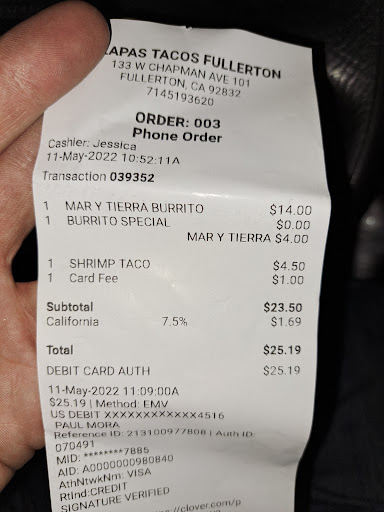 LAPAS TACOS FULLERTON
133 W CHAPMAN AVE 101
FULLERTON, CA 92832
7145193620
ORDER: 003
Phone Order
Cashier: Jessica
11-May-2022 10:52:11A
Transaction 039352
1 MAR Y TIERRA BURRITO $14.00
1 BURRITO SPECIAL $0.00
MAR Y TIERRA $4.00
1 SHRIMP TACO $4.50
1 Card Fee $1.00
Subtotal $23.50
California 7.5% $1.69
Total $25.19
DEBIT CARD AUTH $25.19
11-May-2022 11:09:00A
$25.19 | Method: EMV
US DEBIT XXXXXXXXXXXX4516
PAUL MORA
Reference ID: 213100977808 | Auth ID:
070491
MID: ********7885
AID: A0000000980840
AthNtwkNm: VISA
RtInd:CREDIT
SIGNATURE VERIFIED
://clover.com/p